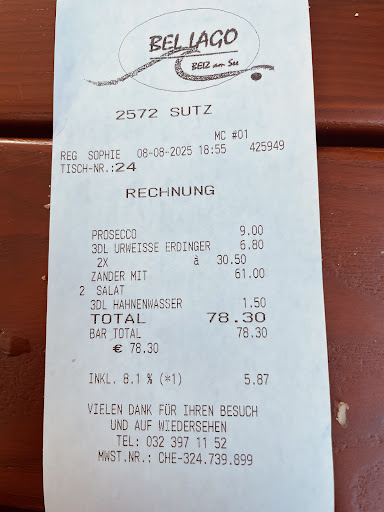 BEL LAGO
BEIZ am See
2572 SUTZ
MC #01
REG SOPHIE 08-08-2025 18:55 425949
TISCH-NR.:24
RECHNUNG
PROSECCO 9.00
3DL URWEISSE ERDINGER 6.80
2X à 30.50
ZANDER MIT 61.00
2 SALAT
3DL HAHNENWASSER 1.50
TOTAL 78.30
BAR TOTAL 78.30
€ 78.30
INKL. 8.1 % (*1) 5.87
VIELEN DANK FÜR IHREN BESUCH
UND AUF WIEDERSEHEN
TEL: 032 397 11 52
MWST.NR.: CHE-324.739.899